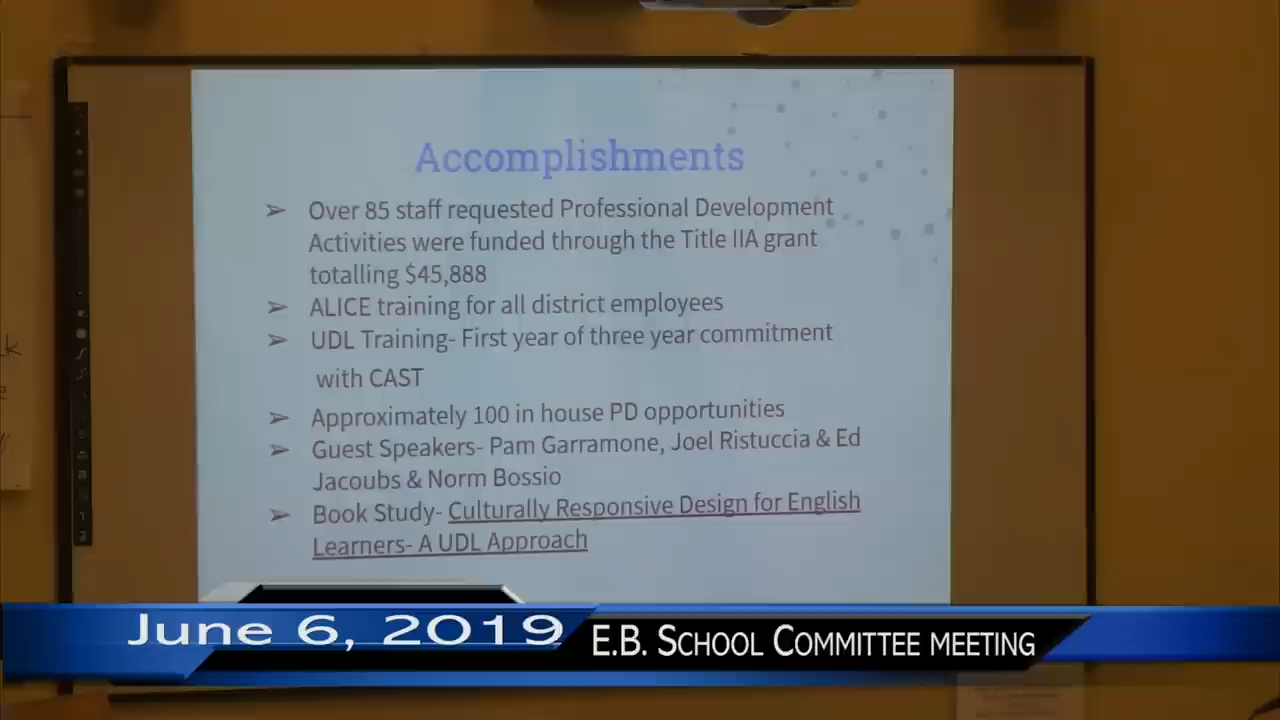 Accomplishments
➢ Over 85 staff requested Professional Development
Activities were funded through the Title IIA grant
totalling $45,888
➢ ALICE training for all district employees
➢ UDL Training- First year of three year commitment
with CAST
➢ Approximately 100 in house PD opportunities
➢ Guest Speakers- Pam Garramone, Joel Ristuccia & Ed
Jacoubs & Norm Bossio
➢ Book Study- Culturally Responsive Design for English
Learners- A UDL Approach
June 6, 2019
E.B. School Committee meeting